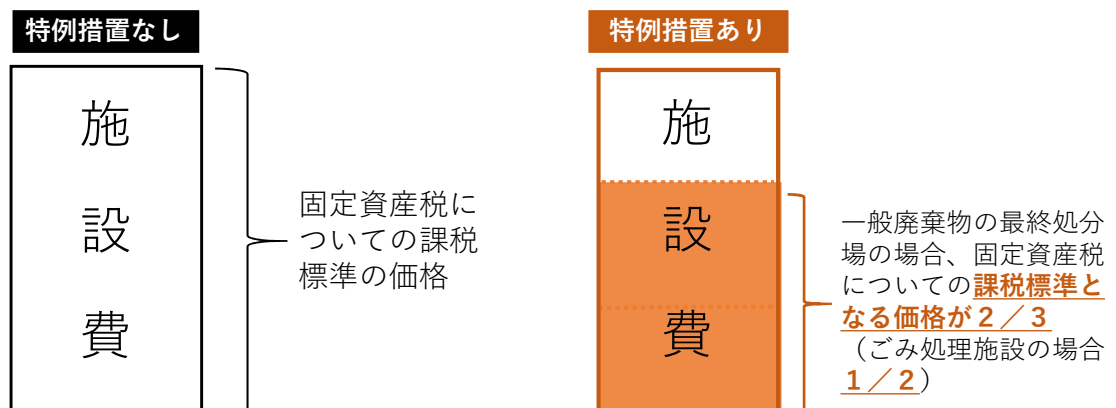 特例措置なし
施
設
費
固定資産税に
ついての課税
標準の価格
特例措置あり
施
設
費
一般廃棄物の最終処分
場の場合、固定資産税
についての課税標準と
なる価格が２／３
（ごみ処理施設の場合
１／２）